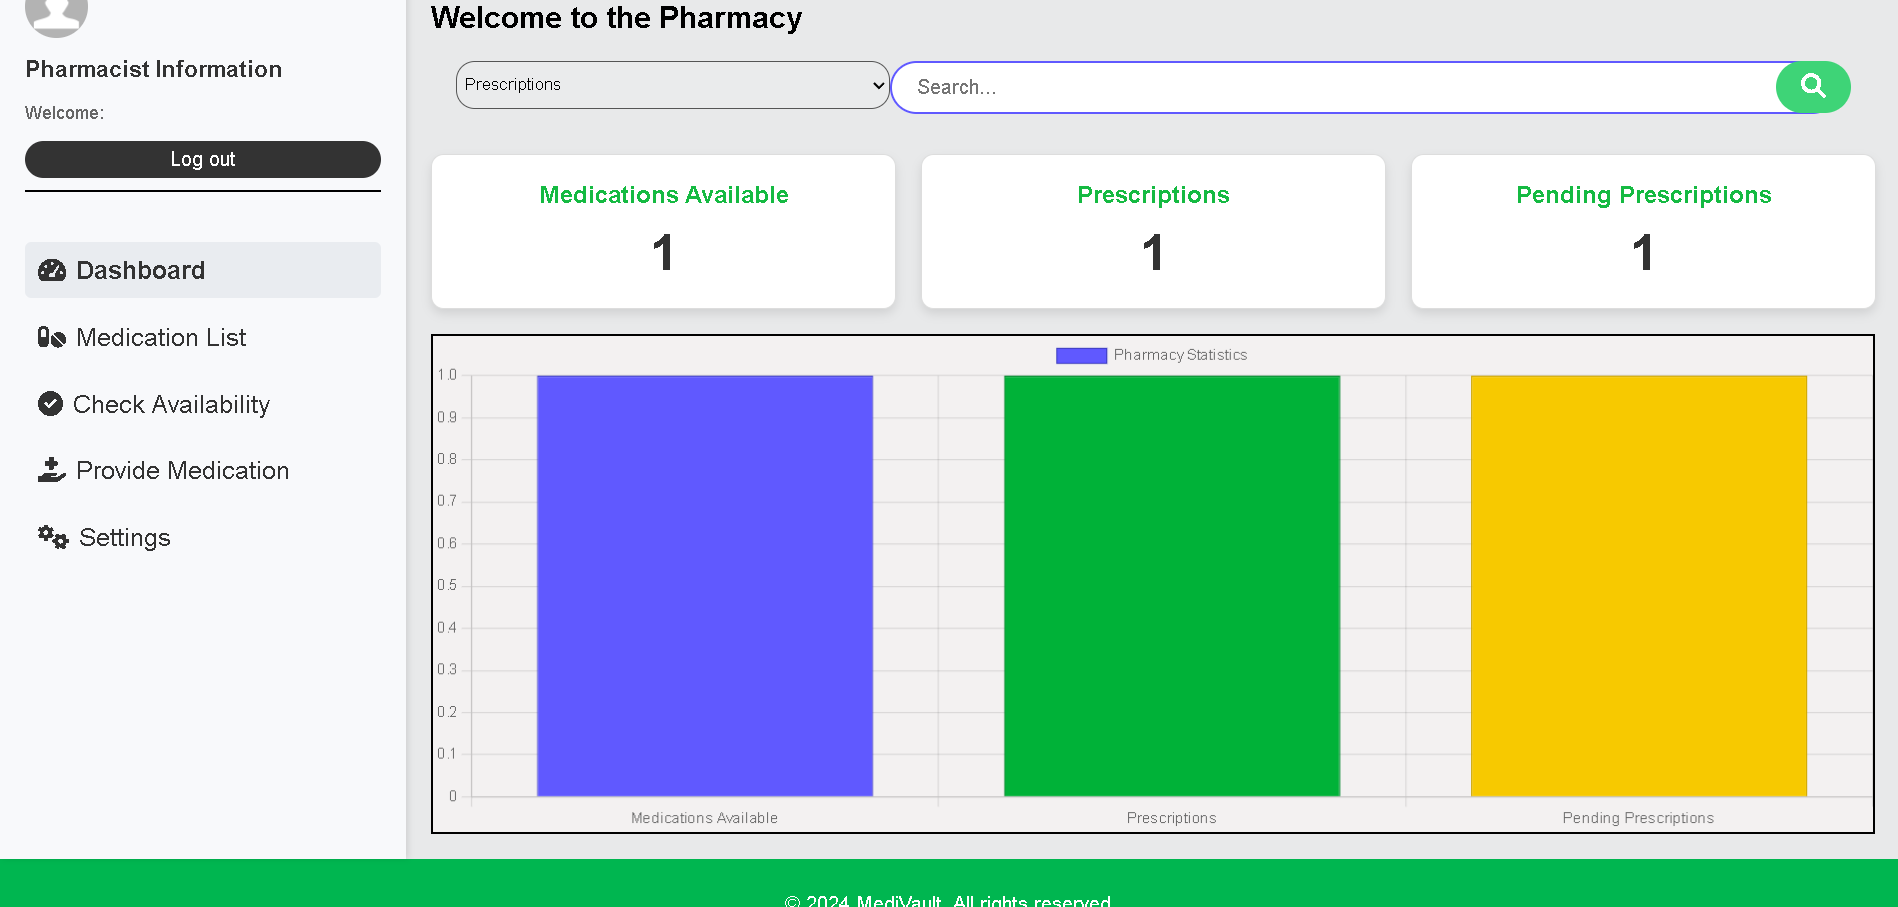 Pharmacist Information
Welcome:
Log out
Dashboard
Medication List
Check Availability
Provide Medication
Settings
Welcome to the Pharmacy
Prescriptions
Search...
Medications Available
1
Prescriptions
1
Pending Prescriptions
1
Pharmacy Statistics
1.0
0.9
0.8
0.7
0.6
0.5
0.4
0.3
0.2
0.1
0
Medications Available
Prescriptions
Pending Prescriptions
© 2024 MediVault. All rights reserved.